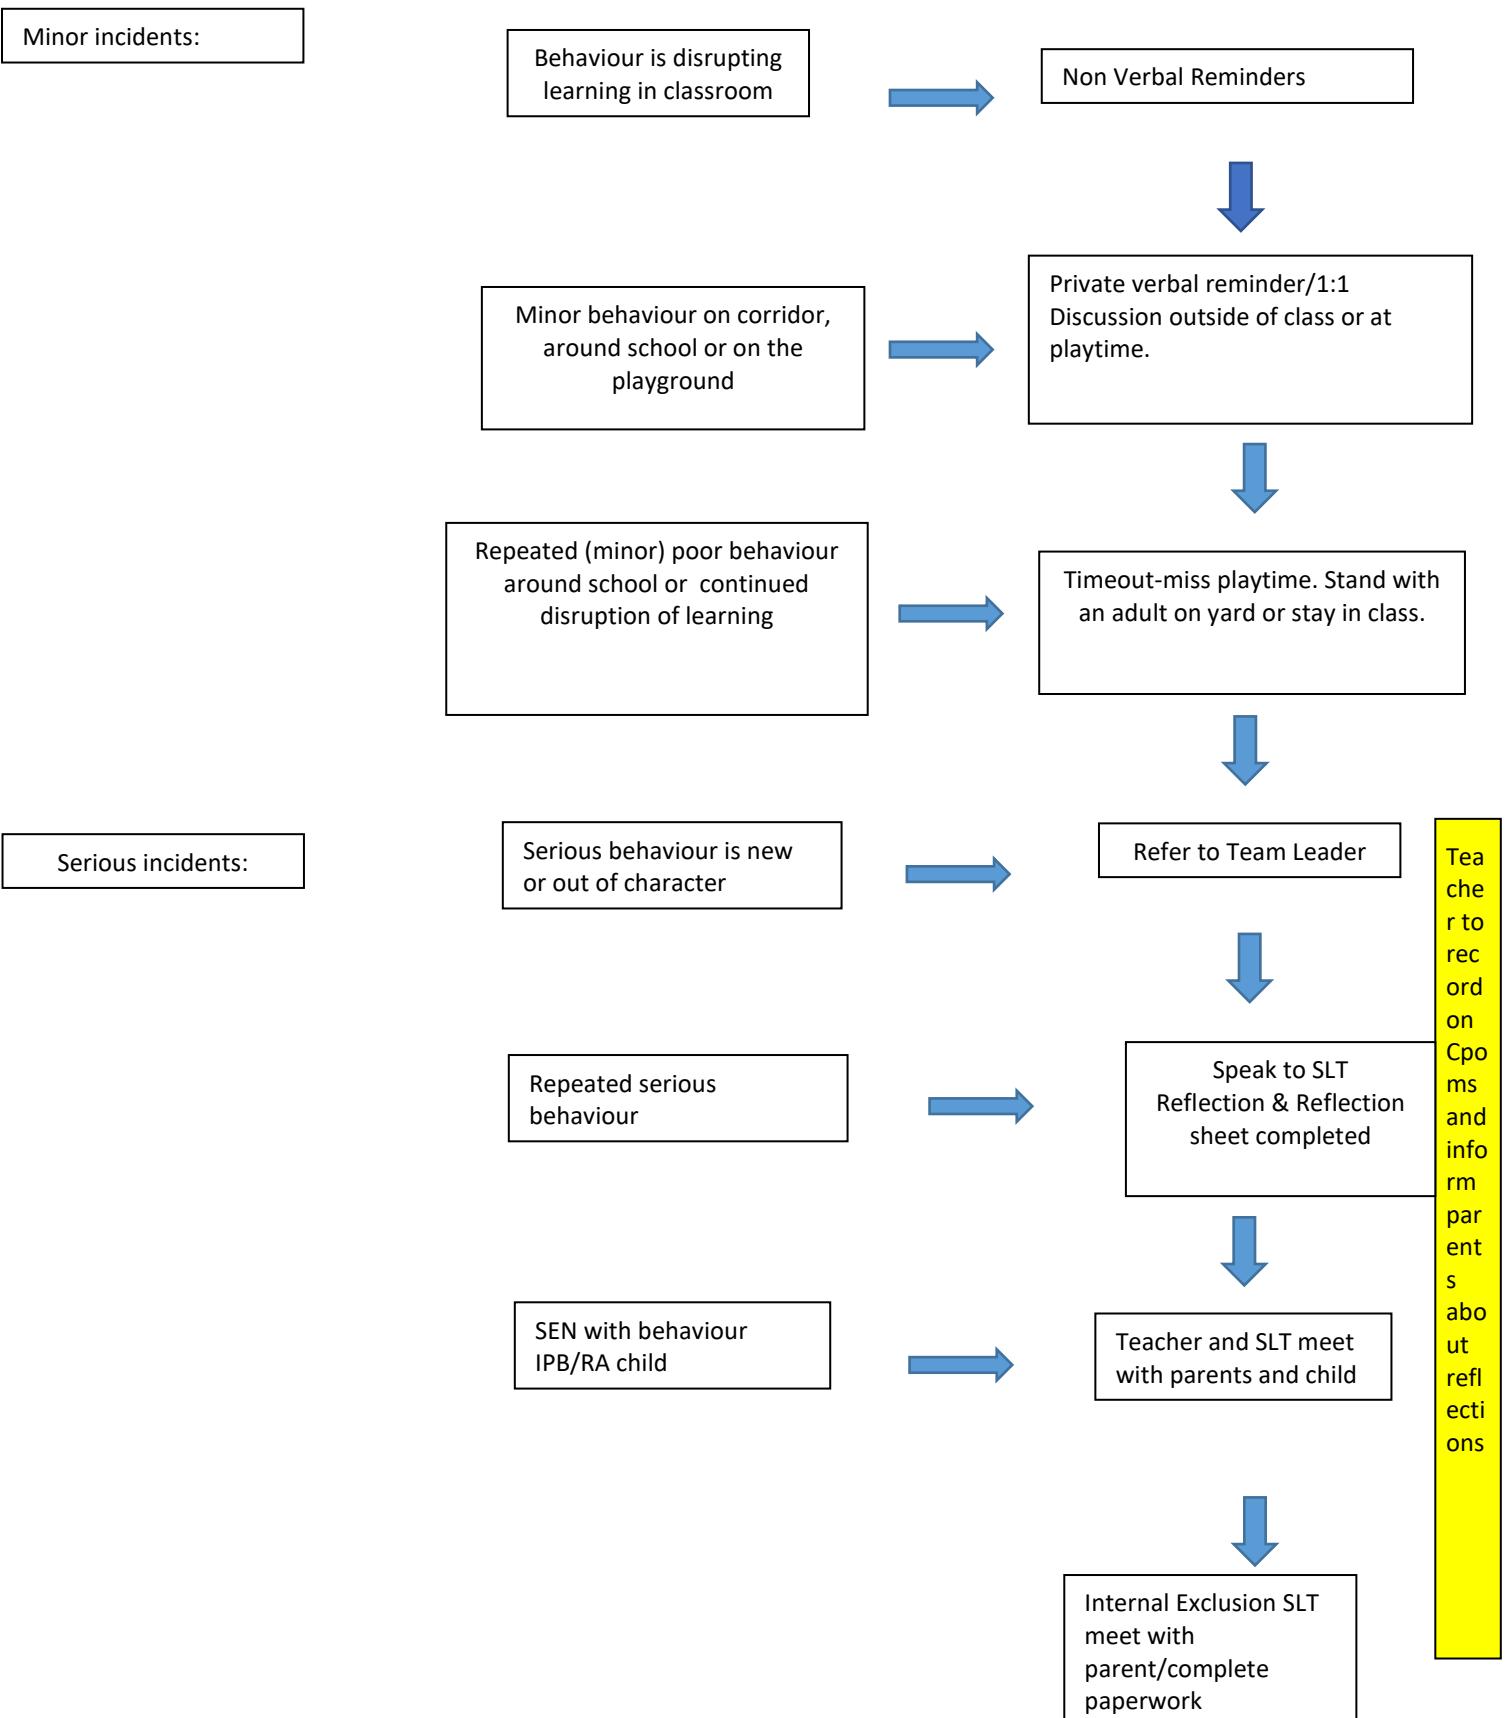 Minor incidents:
Behaviour is disrupting
learning in classroom
Non Verbal Reminders
Minor behaviour on corridor,
around school or on the
playground
Private verbal reminder/1:1
Discussion outside of class or at
playtime.
Repeated (minor) poor behaviour
around school or  continued
disruption of learning
Timeout-miss playtime. Stand with
an adult on yard or stay in class.
Serious incidents:
Serious behaviour is new
or out of character
Refer to Team Leader
Repeated serious
behaviour
Speak to SLT
Reflection & Reflection
sheet completed
SEN with behaviour
IPB/RA child
Teacher and SLT meet
with parents and child
Internal Exclusion SLT
meet with
parent/complete
paperwork
Tea
che
r to
rec
ord
on
Cpo
ms
and
info
rm
par
ent
s
abo
ut
refl
ecti
ons